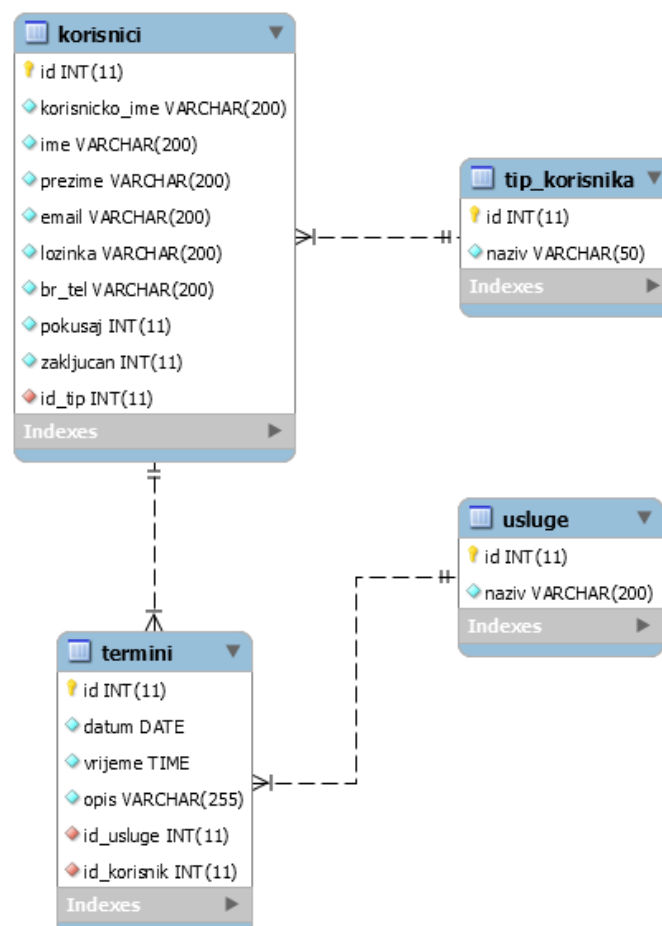 korisnici
id INT(11)
korisnicko_ime VARCHAR(200)
ime VARCHAR(200)
prezime VARCHAR(200)
email VARCHAR(200)
lozinka VARCHAR(200)
br_tel VARCHAR(200)
pokusaj INT(11)
zakljucan INT(11)
id_tip INT(11)
Indexes
tip_korisnika
id INT(11)
naziv VARCHAR(50)
Indexes
usluge
id INT(11)
naziv VARCHAR(200)
Indexes
termini
id INT(11)
datum DATE
vrijeme TIME
opis VARCHAR(255)
id_usluge INT(11)
id_korisnik INT(11)
Indexes